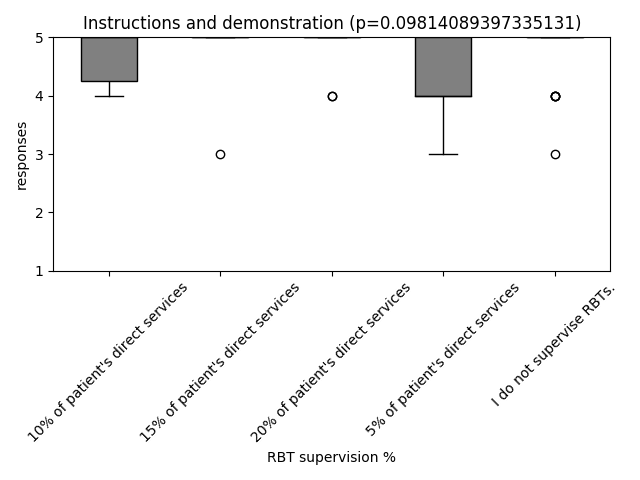 Instructions and demonstration (p=0.09814089397335131)
responses
5
4
3
2
1
10% of patient's direct services
15% of patient's direct services
20% of patient's direct services
5% of patient's direct services
I do not supervise RBTs.
RBT supervision %